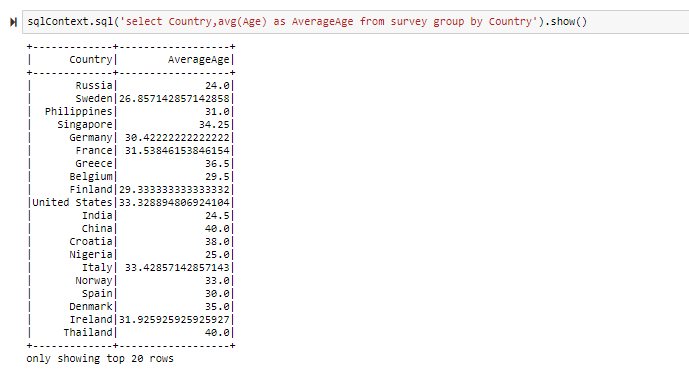 sqlContext.sql('select Country,avg(Age) as AverageAge from survey group by Country').show()
+-------------+------------------+
|      Country|        AverageAge|
+-------------+------------------+
|       Russia|              24.0|
|       Sweden|26.857142857142858|
|  Philippines|              31.0|
|    Singapore|             34.25|
|      Germany| 30.42222222222222|
|       France| 31.53846153846154|
|       Greece|              36.5|
|      Belgium|              29.5|
|      Finland|29.333333333333332|
|United States|33.328894806924104|
|        India|              24.5|
|        China|              40.0|
|      Croatia|              38.0|
|      Nigeria|              25.0|
|        Italy| 33.42857142857143|
|       Norway|              33.0|
|        Spain|              30.0|
|      Denmark|              35.0|
|      Ireland|31.925925925925927|
|     Thailand|              40.0|
+-------------+------------------+
only showing top 20 rows